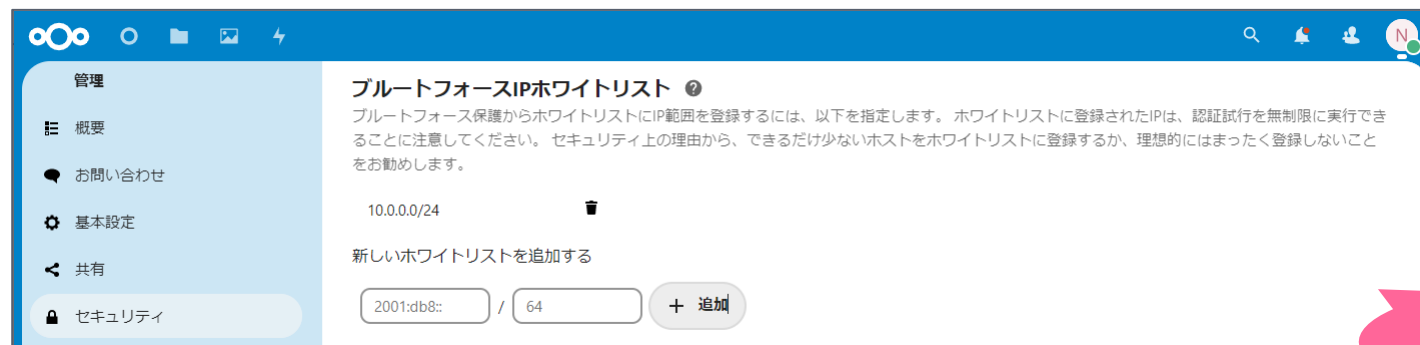 N
管理
概要
お問い合わせ
基本設定
共有
セキュリティ
ブルートフォースIPホワイトリスト
ブルートフォース保護からホワイトリストにIP範囲を登録するには、以下を指定します。 ホワイトリストに登録されたIPは、認証試行を無制限に実行でき
ることに注意してください。 セキュリティ上の理由から、できるだけ少ないホストをホワイトリストに登録するか、理想的にはまったく登録しないこと
をお勧めします。
10.0.0.0/24
新しいホワイトリストを追加する
2001:db8:: / 64 + 追加